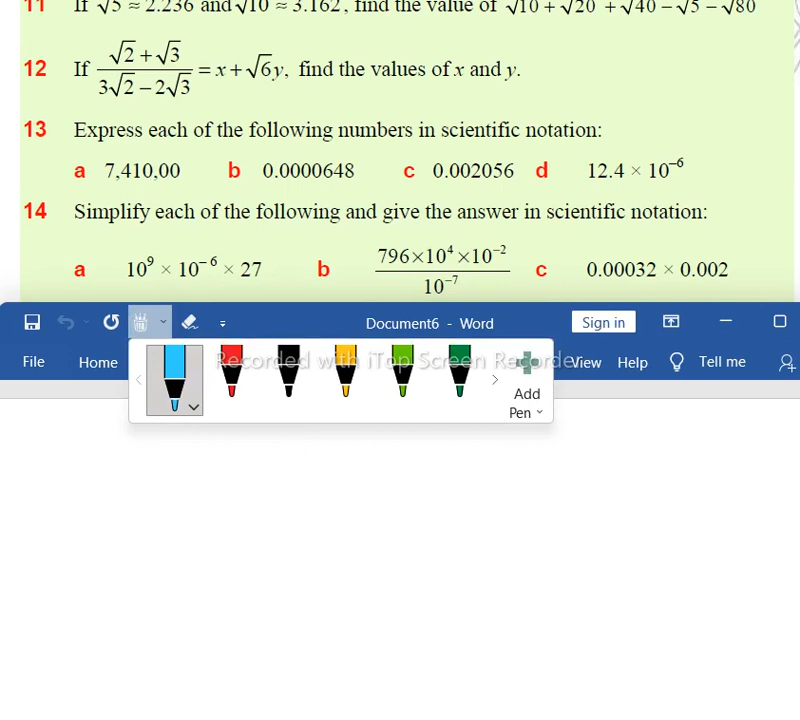 11 If √5 ≈ 2.236 and √10 ≈ 3.162, find the value of √10 + √20 + √40 − √5 − √80
12 If (√2 + √3)/(3√2 − 2√3) = x + √6y, find the values of x and y.
13 Express each of the following numbers in scientific notation:
a 7,410,00 b 0.0000648 c 0.002056 d 12.4 × 10⁻⁶
14 Simplify each of the following and give the answer in scientific notation:
a 10⁹ × 10⁻⁶ × 27 b (796×10⁴×10⁻²)/10⁻⁷ c 0.00032 × 0.002
Document6 - Word Sign in
File Home View Help Tell me
Recorded with iTop Screen Recorde
Add
Pen